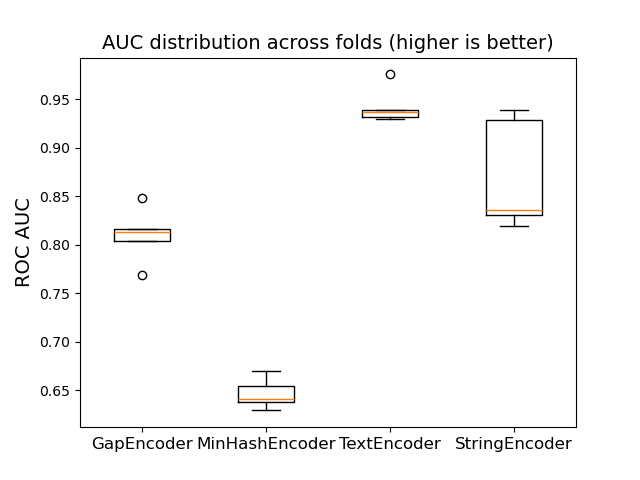 AUC distribution across folds (higher is better)
0.95
0.90
0.85
0.80
0.75
0.70
0.65
ROC AUC
GapEncoder MinHashEncoder TextEncoder StringEncoder